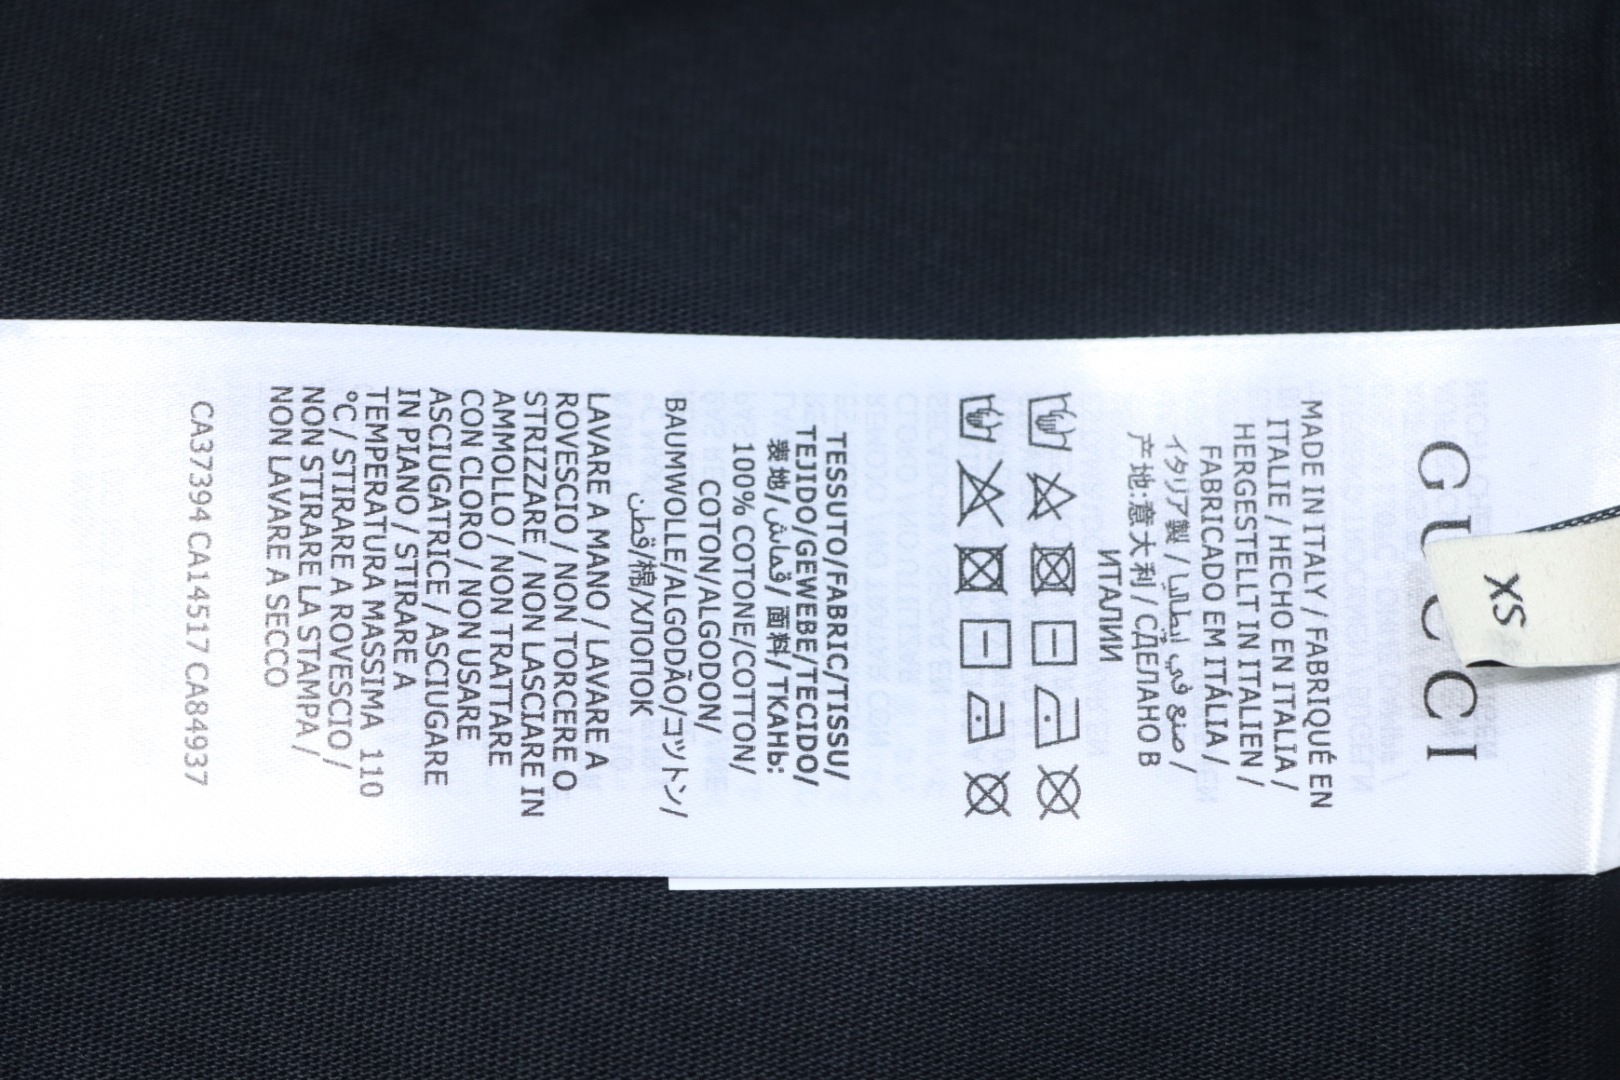 GUCCI
XS
MADE IN ITALY / FABRIQUÉ EN
ITALIE / HECHO EN ITALIA /
HERGESTELLT IN ITALIEN /
FABRICADO EM ITÁLIA /
イタリア製 / صنع في ايطاليا /
产地:意大利 / СДЕЛАНО В
ИТАЛИИ
TESSUTO/FABRIC/TISSU/
TEJIDO/GEWEBE/TECIDO/
表地/قماش/ 面料/ ТКАНЬ:
100% COTONE/COTTON/
COTON/ALGODON/
BAUMWOLLE/ALGODÃO/コットン/
قطن/棉/ХЛОПОК
LAVARE A MANO / LAVARE A
ROVESCIO / NON TORCERE O
STRIZZARE / NON LASCIARE IN
AMMOLLO / NON TRATTARE
CON CLORO / NON USARE
ASCIUGATRICE / ASCIUGARE
IN PIANO / STIRARE A
TEMPERATURA MASSIMA 110
°C/ STIRARE A ROVESCIO /
NON STIRARE LA STAMPA /
NON LAVARE A SECCO
CA37394 CA14517 CA84937